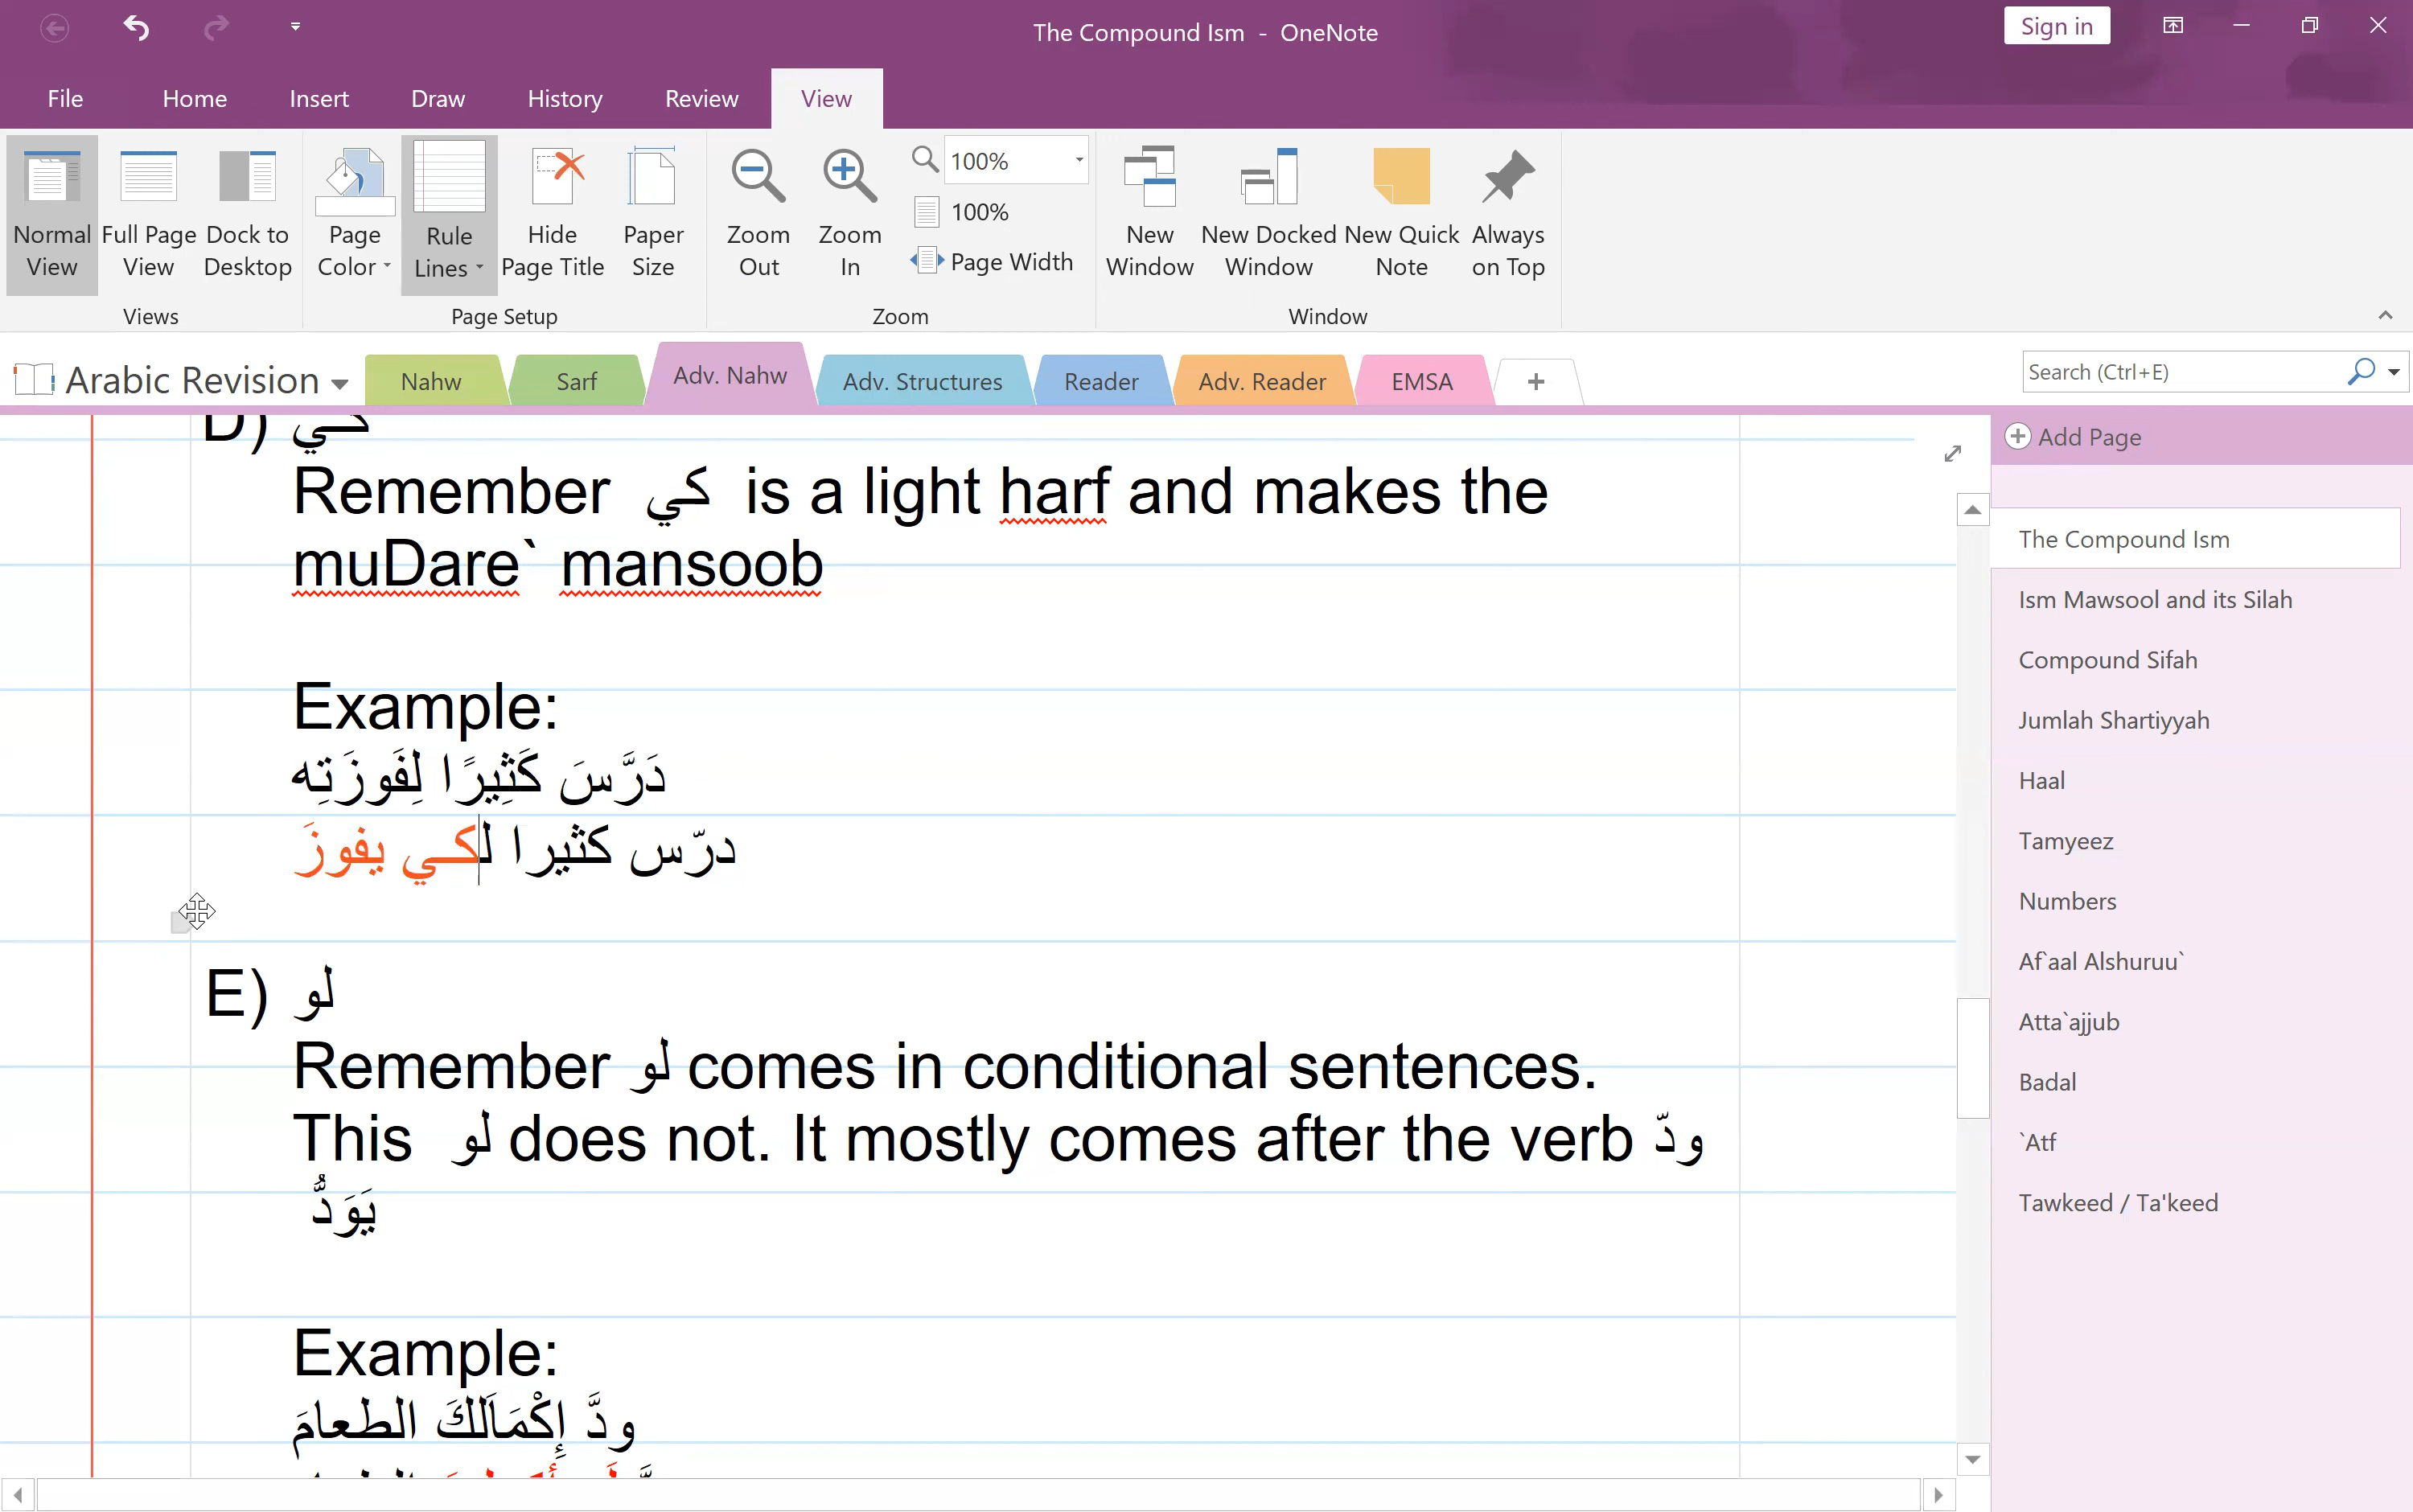 The Compound Ism - OneNote
Sign in
File Home Insert Draw History Review View
Normal View
Full Page View
Dock to Desktop
Page Color
Rule Lines
Hide Page Title
Paper Size
Zoom Out
Zoom In
100%
100%
Page Width
New Window
New Docked Window
New Quick Note
Always on Top
Views
Page Setup
Zoom
Window
Arabic Revision
Nahw
Sarf
Adv. Nahw
Adv. Structures
Reader
Adv. Reader
EMSA
Search (Ctrl+E)
D) كي
Remember كي is a light harf and makes the
muDare` mansoob
Example:
دَرَّسَ كَثِيرًا لِفَوزَتِه
درّس كثيرا لكي يفوزَ
E) لو
Remember لو comes in conditional sentences.
This لو does not. It mostly comes after the verb ودّ
يَوَدُّ
Example:
ودَّ إِكْمَالَكَ الطعامَ
Add Page
The Compound Ism
Ism Mawsool and its Silah
Compound Sifah
Jumlah Shartiyyah
Haal
Tamyeez
Numbers
Af`aal Alshuruu`
Atta`ajjub
Badal
`Atf
Tawkeed / Ta'keed